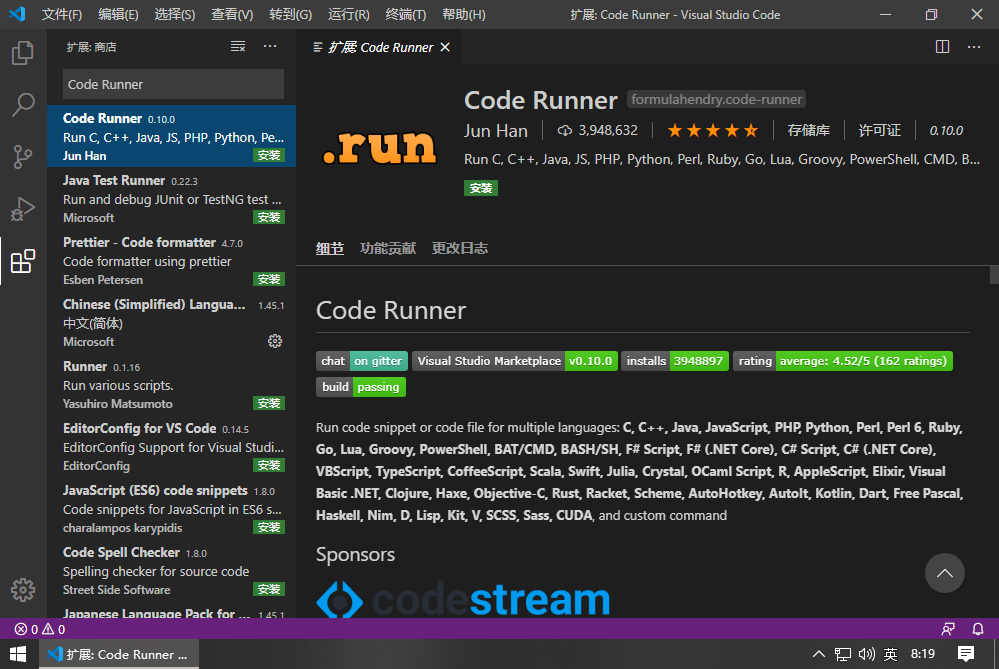 文件(F) 编辑(E) 选择(S) 查看(V) 转到(G) 运行(R) 终端(T) 帮助(H) 扩展: Code Runner - Visual Studio Code
扩展: 商店
Code Runner
Code Runner 0.10.0
Run C, C++, Java, JS, PHP, Python, Pe...
Jun Han 安装
Java Test Runner 0.22.3
Run and debug JUnit or TestNG test ...
Microsoft 安装
Prettier - Code formatter 4.7.0
Code formatter using prettier
Esben Petersen 安装
Chinese (Simplified) Langua... 1.45.1
中文(简体)
Microsoft
Runner 0.1.16
Run various scripts.
Yasuhiro Matsumoto 安装
EditorConfig for VS Code 0.14.5
EditorConfig Support for Visual Studi...
EditorConfig 安装
JavaScript (ES6) code snippets 1.8.0
Code snippets for JavaScript in ES6 s...
charalampos karypidis 安装
Code Spell Checker 1.8.0
Spelling checker for source code
Street Side Software 安装
Japanese Language Pack for ... 1.45.1
扩展 Code Runner
.run
Code Runner formulahendry.code-runner
Jun Han 3,948,632 存储库 许可证 0.10.0
Run C, C++, Java, JS, PHP, Python, Perl, Ruby, Go, Lua, Groovy, PowerShell, CMD, B...
安装
细节 功能贡献 更改日志
Code Runner
chat on gitter Visual Studio Marketplace v0.10.0 installs 3948897 rating average: 4.52/5 (162 ratings)
build passing
Run code snippet or code file for multiple languages: C, C++, Java, JavaScript, PHP, Python, Perl, Perl 6, Ruby,
Go, Lua, Groovy, PowerShell, BAT/CMD, BASH/SH, F# Script, F# (.NET Core), C# Script, C# (.NET Core),
VBScript, TypeScript, CoffeeScript, Scala, Swift, Julia, Crystal, OCaml Script, R, AppleScript, Elixir, Visual
Basic .NET, Clojure, Haxe, Objective-C, Rust, Racket, Scheme, AutoHotkey, AutoIt, Kotlin, Dart, Free Pascal,
Haskell, Nim, D, Lisp, Kit, V, SCSS, Sass, CUDA, and custom command
Sponsors
codestream
0 0
扩展: Code Runner ... 英 8:19